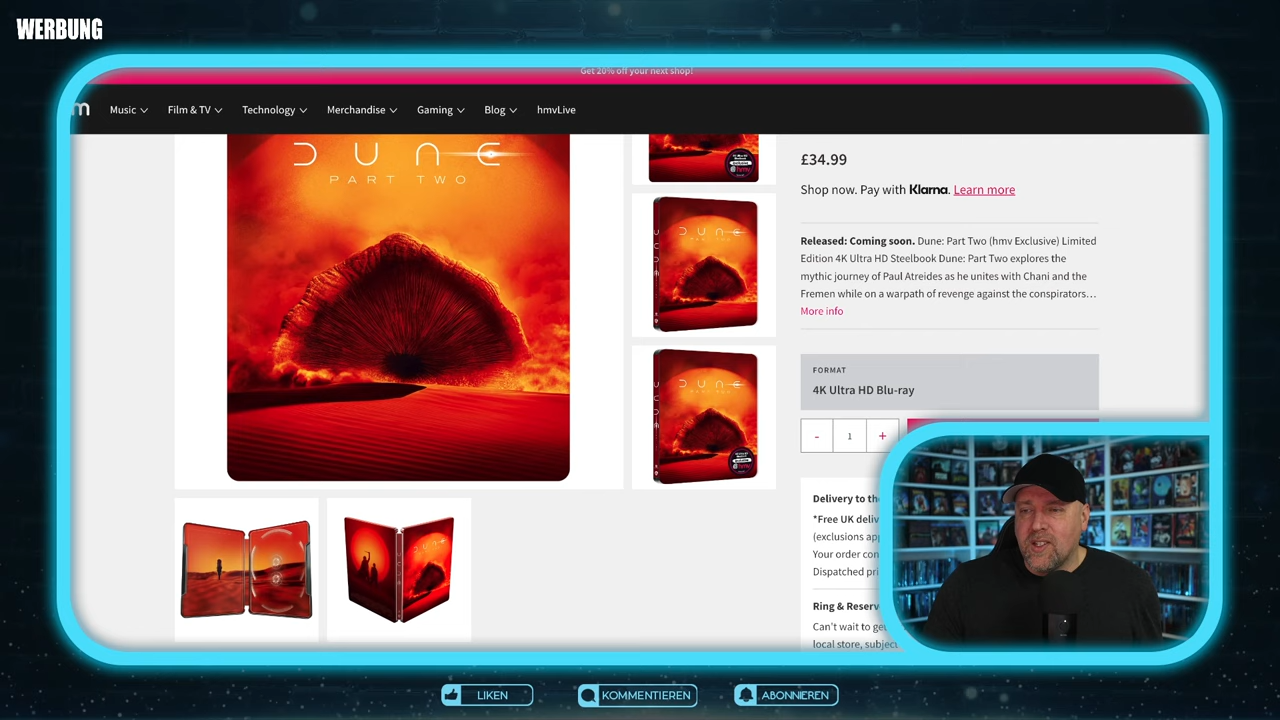 WERBUNG
Get 20% off your next shop!
m
Music
Film & TV
Technology
Merchandise
Gaming
Blog
hmvLive
DUNE
PART TWO
£34.99
Shop now. Pay with Klarna. Learn more
Released: Coming soon. Dune: Part Two (hmv Exclusive) Limited
Edition 4K Ultra HD Steelbook Dune: Part Two explores the
mythic journey of Paul Atreides as he unites with Chani and the
Fremen while on a warpath of revenge against the conspirators…
More info
FORMAT
4K Ultra HD Blu-ray
- 1 +
Delivery to th
*Free UK deliv
(exclusions ap
Your order con
Dispatched pri
Ring & Reserv
Can't wait to ge
local store, subjec
LIKEN
KOMMENTIEREN
ABONNIEREN